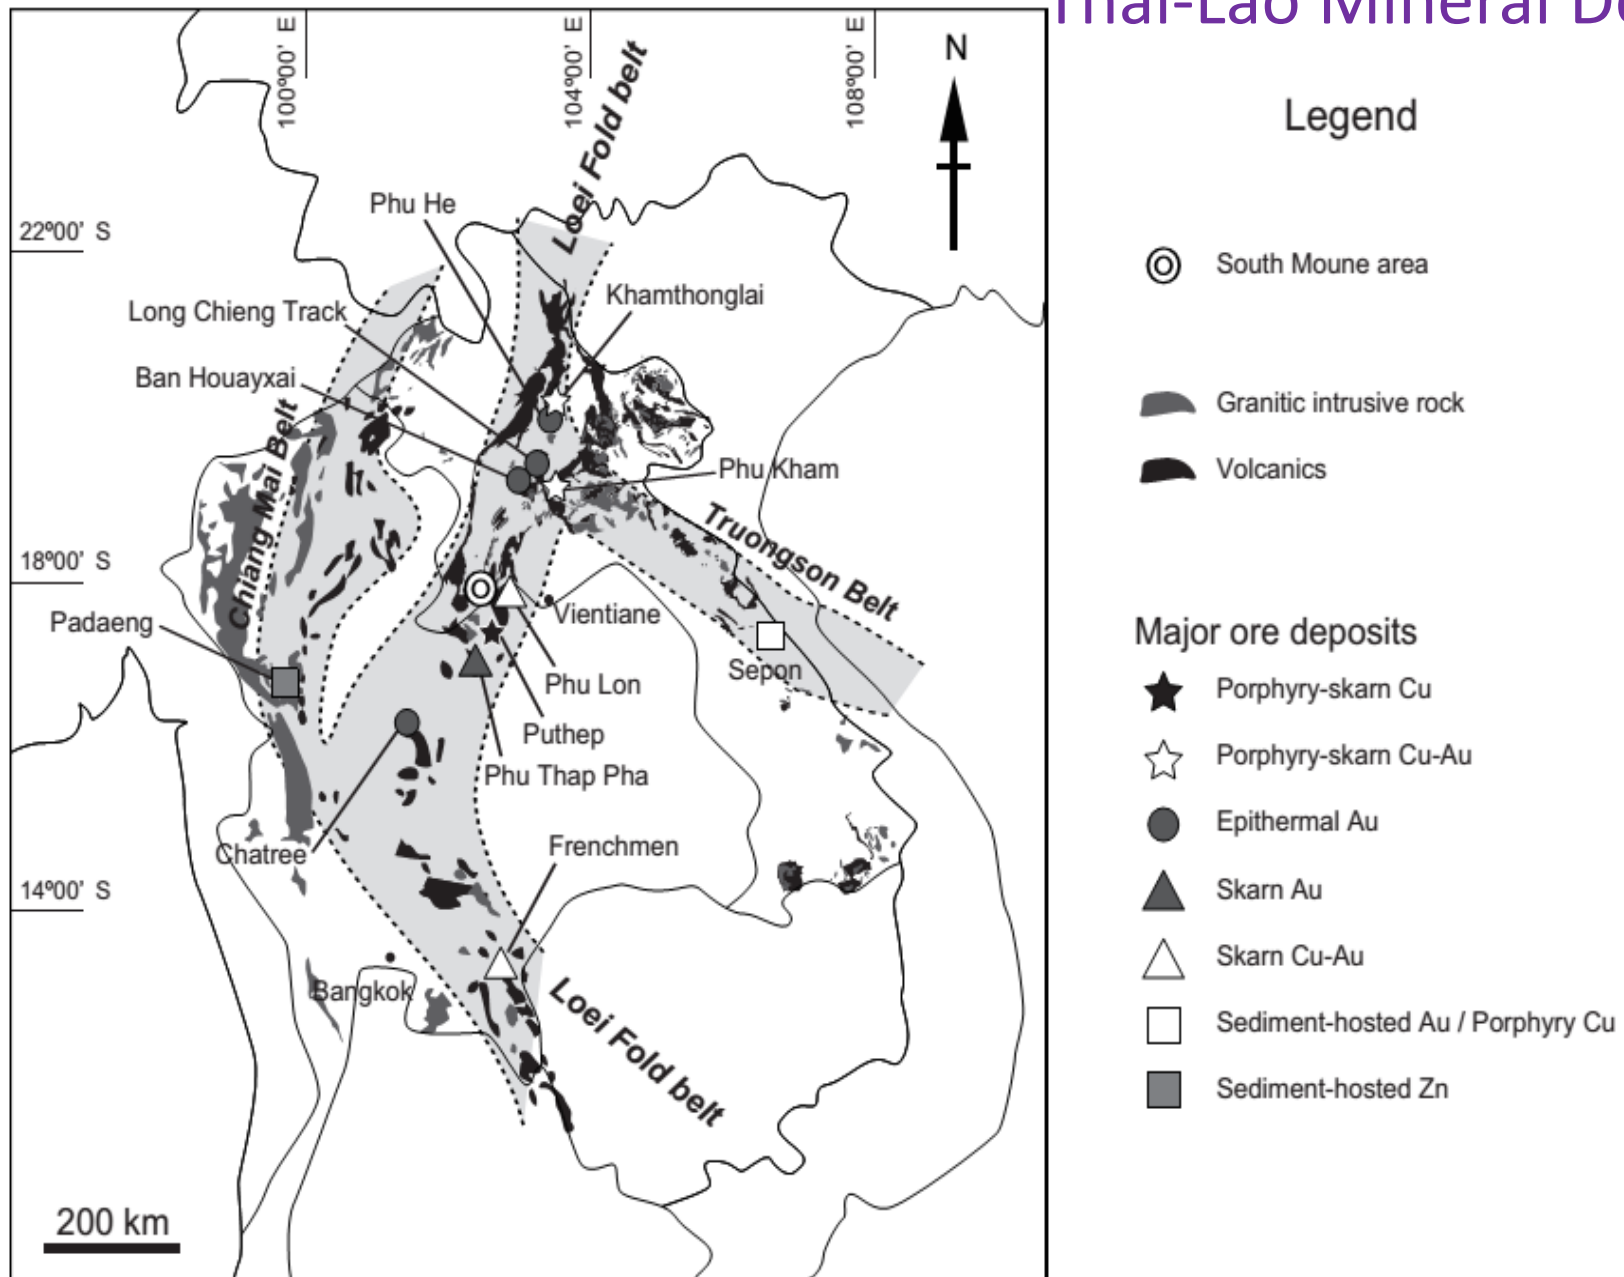 Thai-Lao Mineral
100º00' E
104º00' E
108º00' E
N
Loei Fold belt
Phu He
22º00' S
Khamthonglai
Long Chieng Track
Ban Houayxai
Chiang Mai Belt
Phu Kham
Truongson Belt
18º00' S
Padaeng
Vientiane
Sepon
Phu Lon
Puthep
Phu Thap Pha
Chatree
Frenchmen
14º00' S
Bangkok
Loei Fold belt
200 km
Legend
South Moune area
Granitic intrusive rock
Volcanics
Major ore deposits
Porphyry-skarn Cu
Porphyry-skarn Cu-Au
Epithermal Au
Skarn Au
Skarn Cu-Au
Sediment-hosted Au / Porphyry Cu
Sediment-hosted Zn